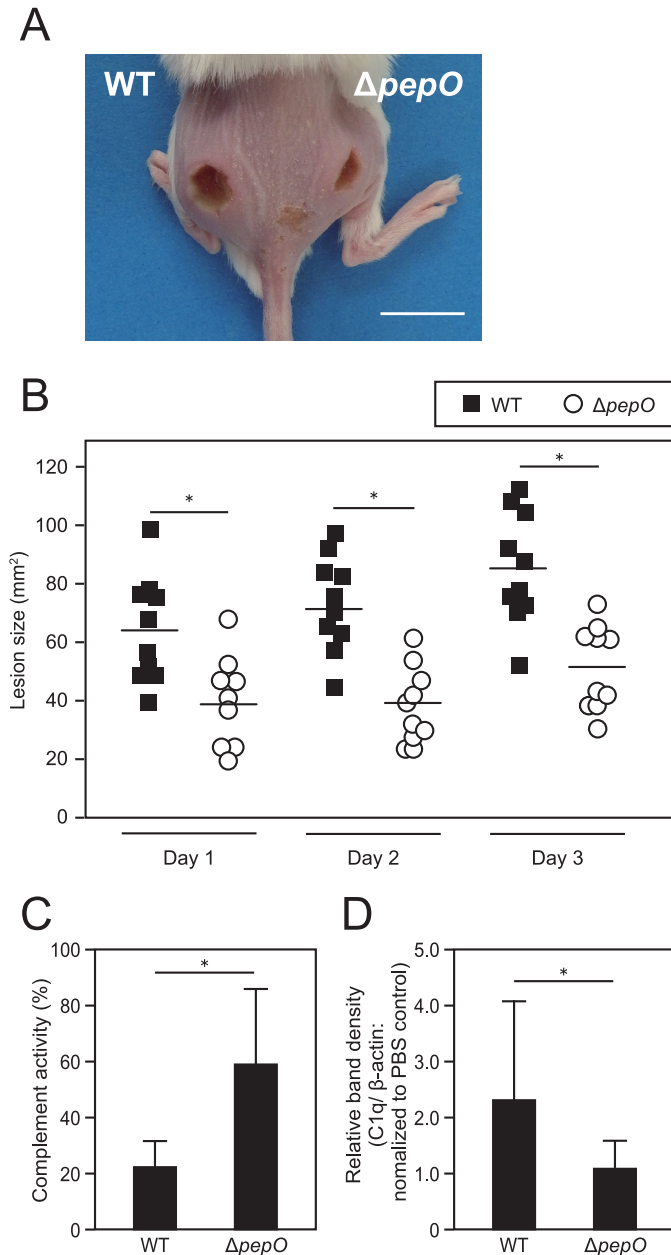 A
WT ΔpepO
B
WT ΔpepO
Lesion size (mm²)
120
100
80
60
40
20
0
* * *
Day 1 Day 2 Day 3
C
Complement activity (%)
100
80
60
40
20
0
*
WT ΔpepO
D
Relative band density
(C1q/ β-actin:
nomalized to PBS control)
5.0
4.0
3.0
2.0
1.0
0
*
WT ΔpepO